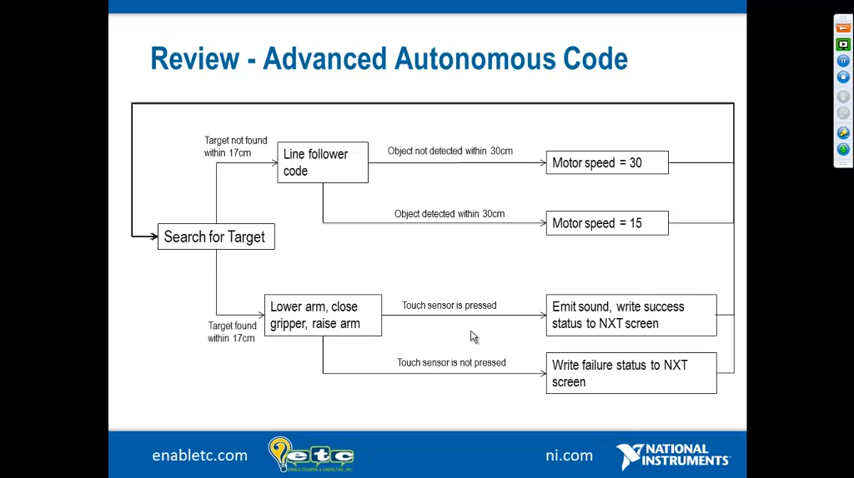 Review - Advanced Autonomous Code
Target not found
within 17cm
Line follower
code
Object not detected within 30cm
Motor speed = 30
Object detected within 30cm
Motor speed = 15
Search for Target
Target found
within 17cm
Lower arm, close
gripper, raise arm
Touch sensor is pressed
Emit sound, write success
status to NXT screen
Touch sensor is not pressed
Write failure status to NXT
screen
enabletc.com
etc
ni.com
NATIONAL
INSTRUMENTS